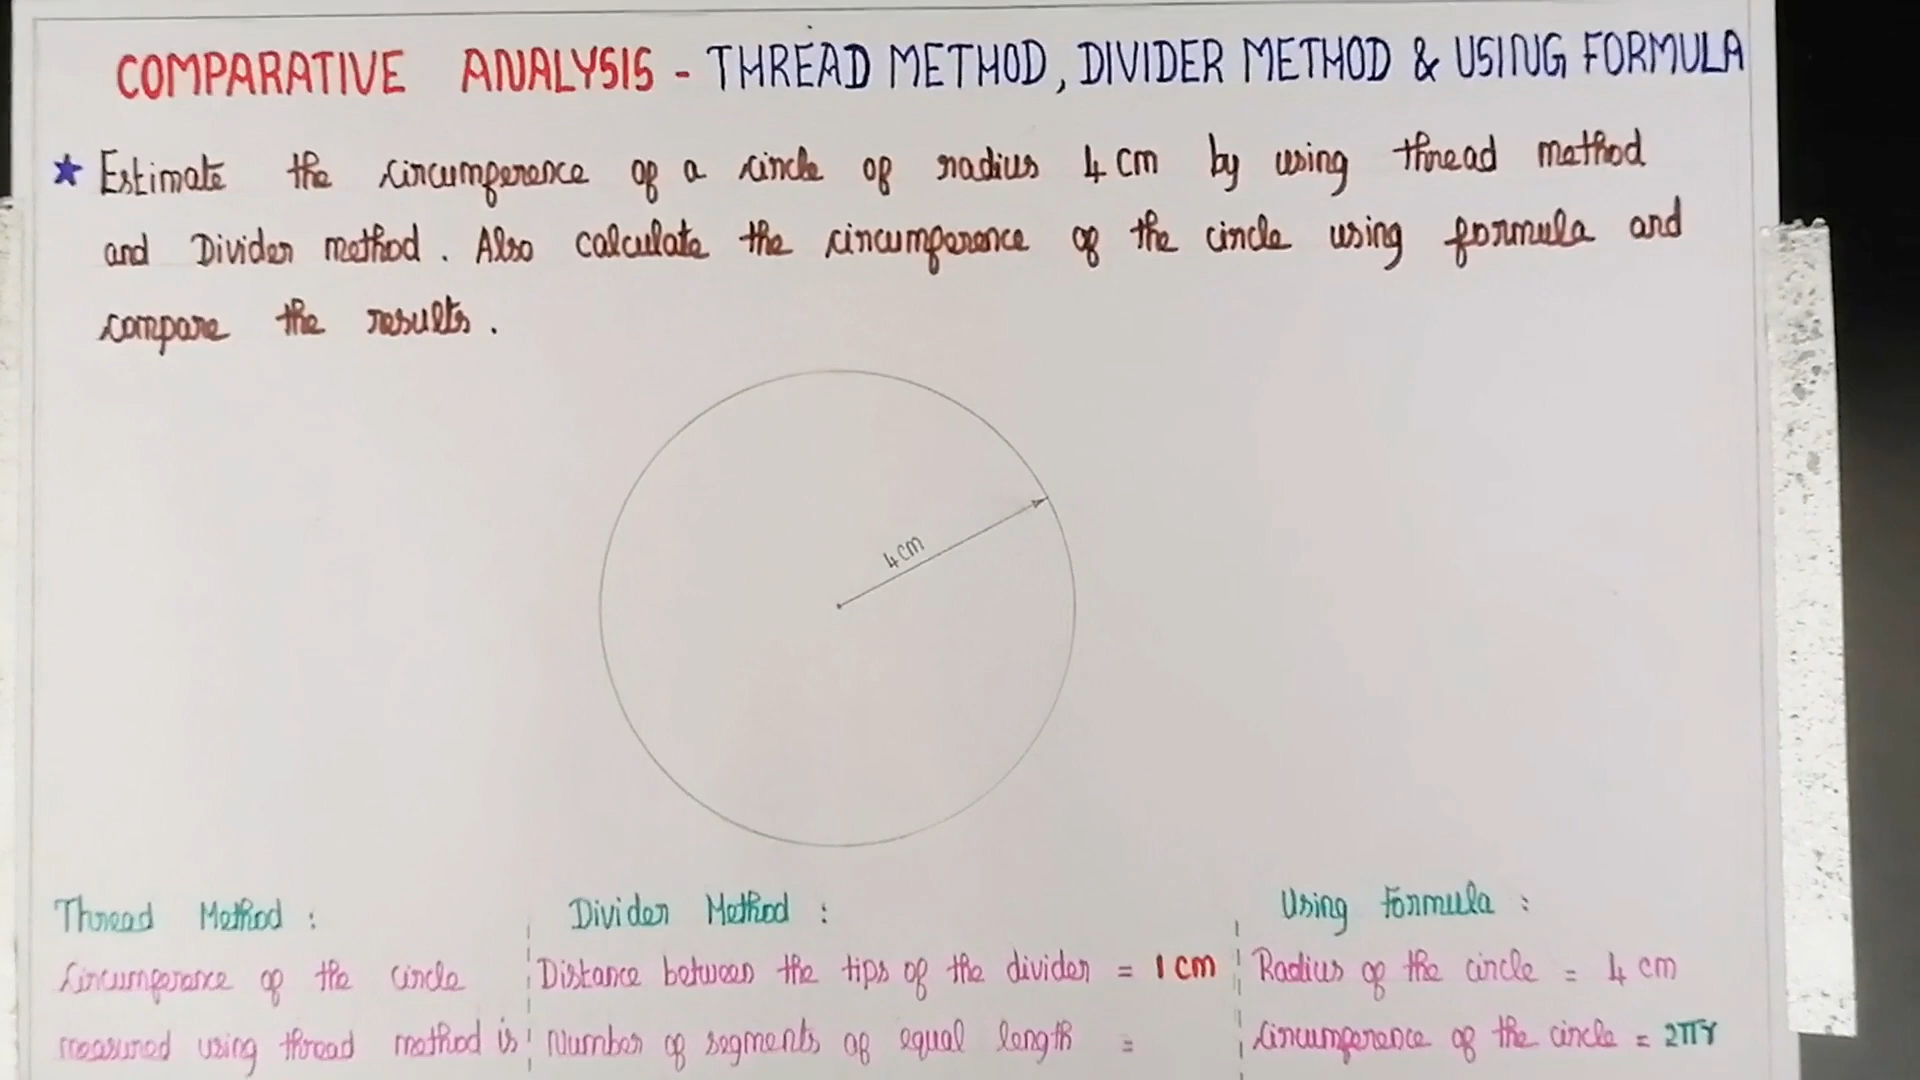 COMPARATIVE ANALYSIS - THREAD METHOD, DIVIDER METHOD & USING FORMULA
★ Estimate the circumference of a circle of radius 4 cm by using thread method
and Divider method. Also calculate the circumference of the circle using formula and
compare the results.
4 cm
Thread Method :
Circumference of the circle
measured using thread method is
Divider Method :
Distance between the tips of the divider = 1 cm
Number of segments of equal length =
Using Formula :
Radius of the circle = 4 cm
Circumference of the circle = 2πr